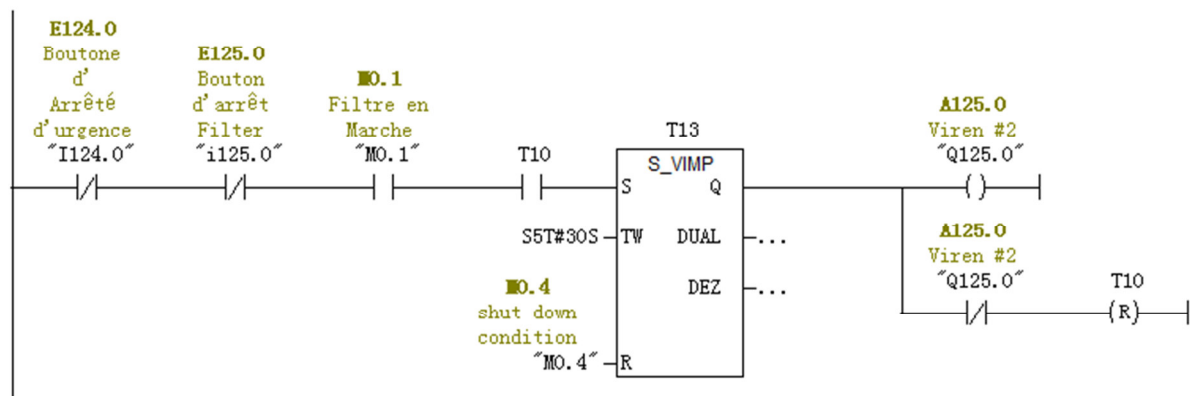 E124.0
Boutone
d'
Arrêté
d'urgence
"I124.0"
E125.0
Bouton
d'arrêt
Filter
"i125.0"
M0.1
Filtre en
Marche
"M0.1"
T10
T13
S_VIMP
S
Q
S5T#30S
TW
DUAL
...
DEZ
...
M0.4
shut down
condition
"M0.4"
R
A125.0
Viren #2
"Q125.0"
( )
A125.0
Viren #2
"Q125.0"
T10
(R)